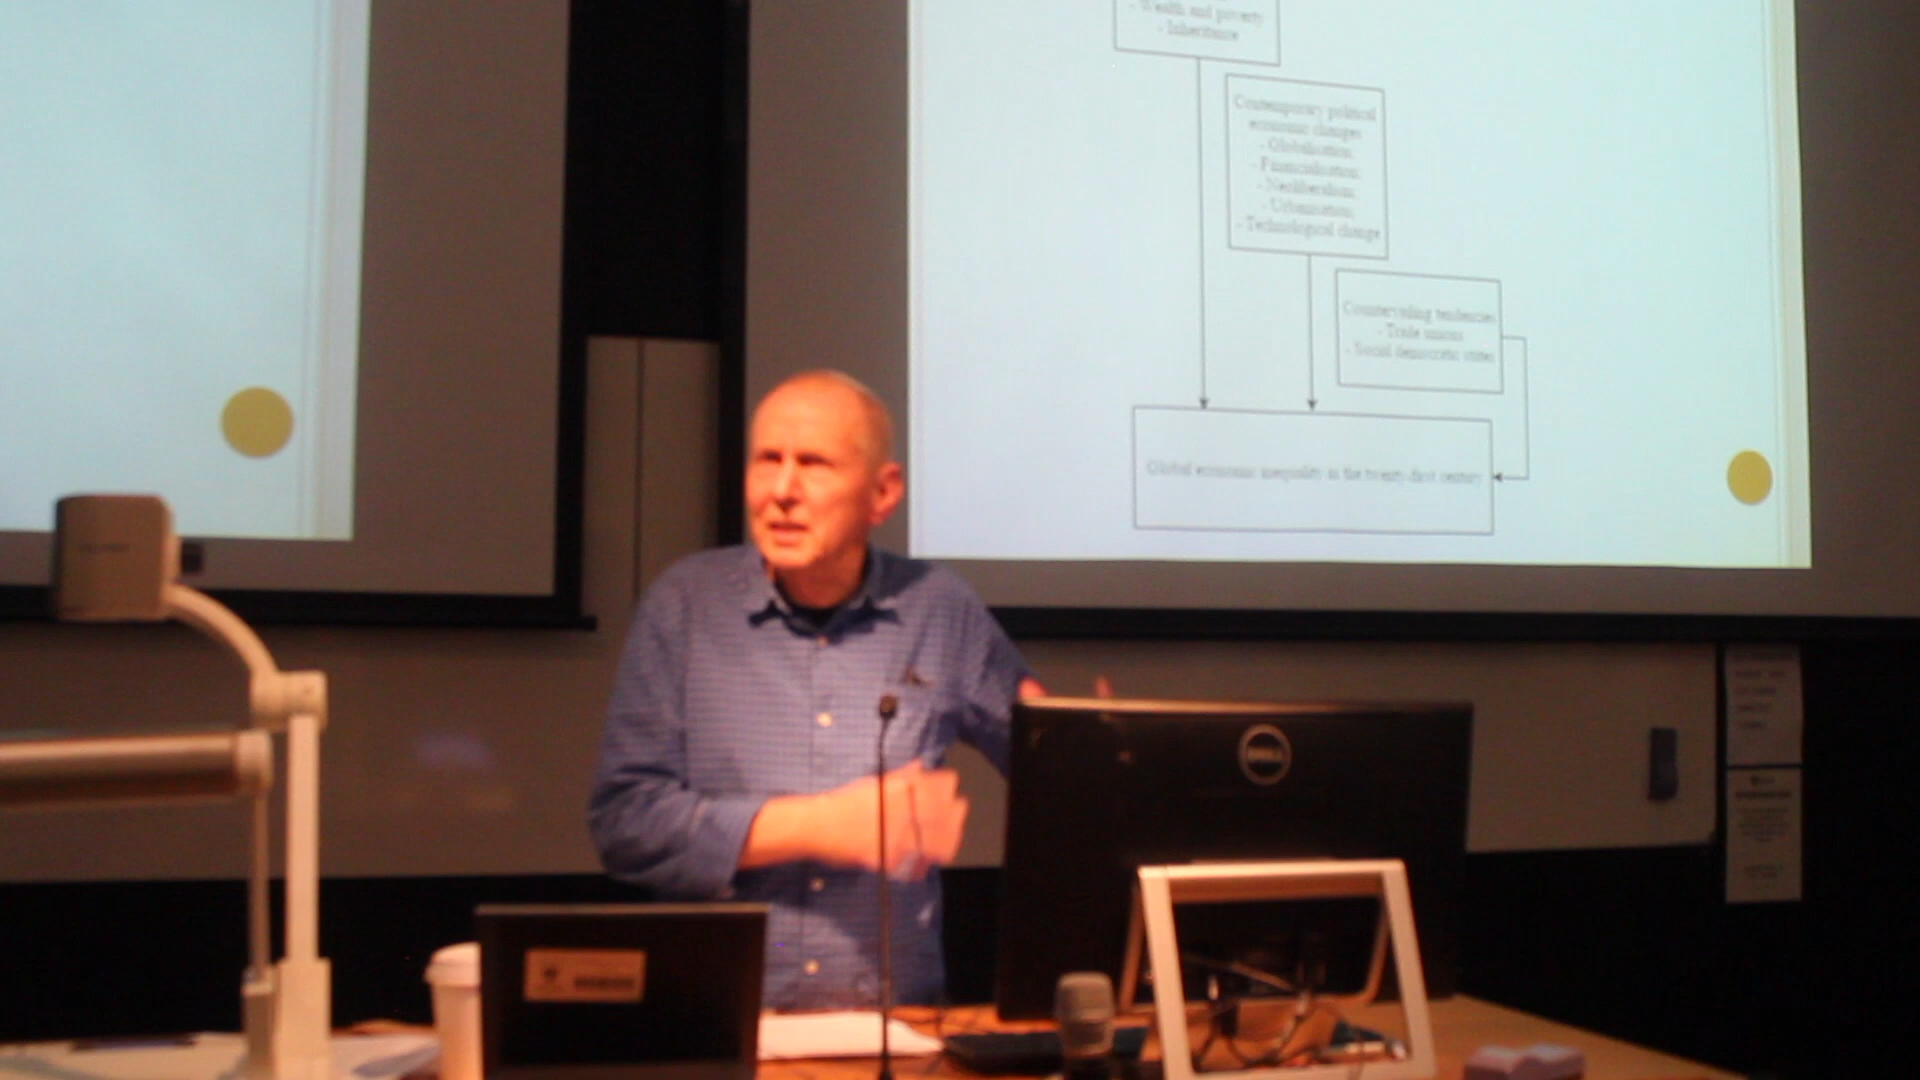 - Wealth and poverty
- Inheritance
Contemporary political
economic changes
- Globalisation;
- Financialisation;
- Neoliberalism;
- Urbanisation;
- Technological change
Countervailing tendencies
- Trade unions
- Social democratic states
Global economic inequality in the twenty-first century
DELL